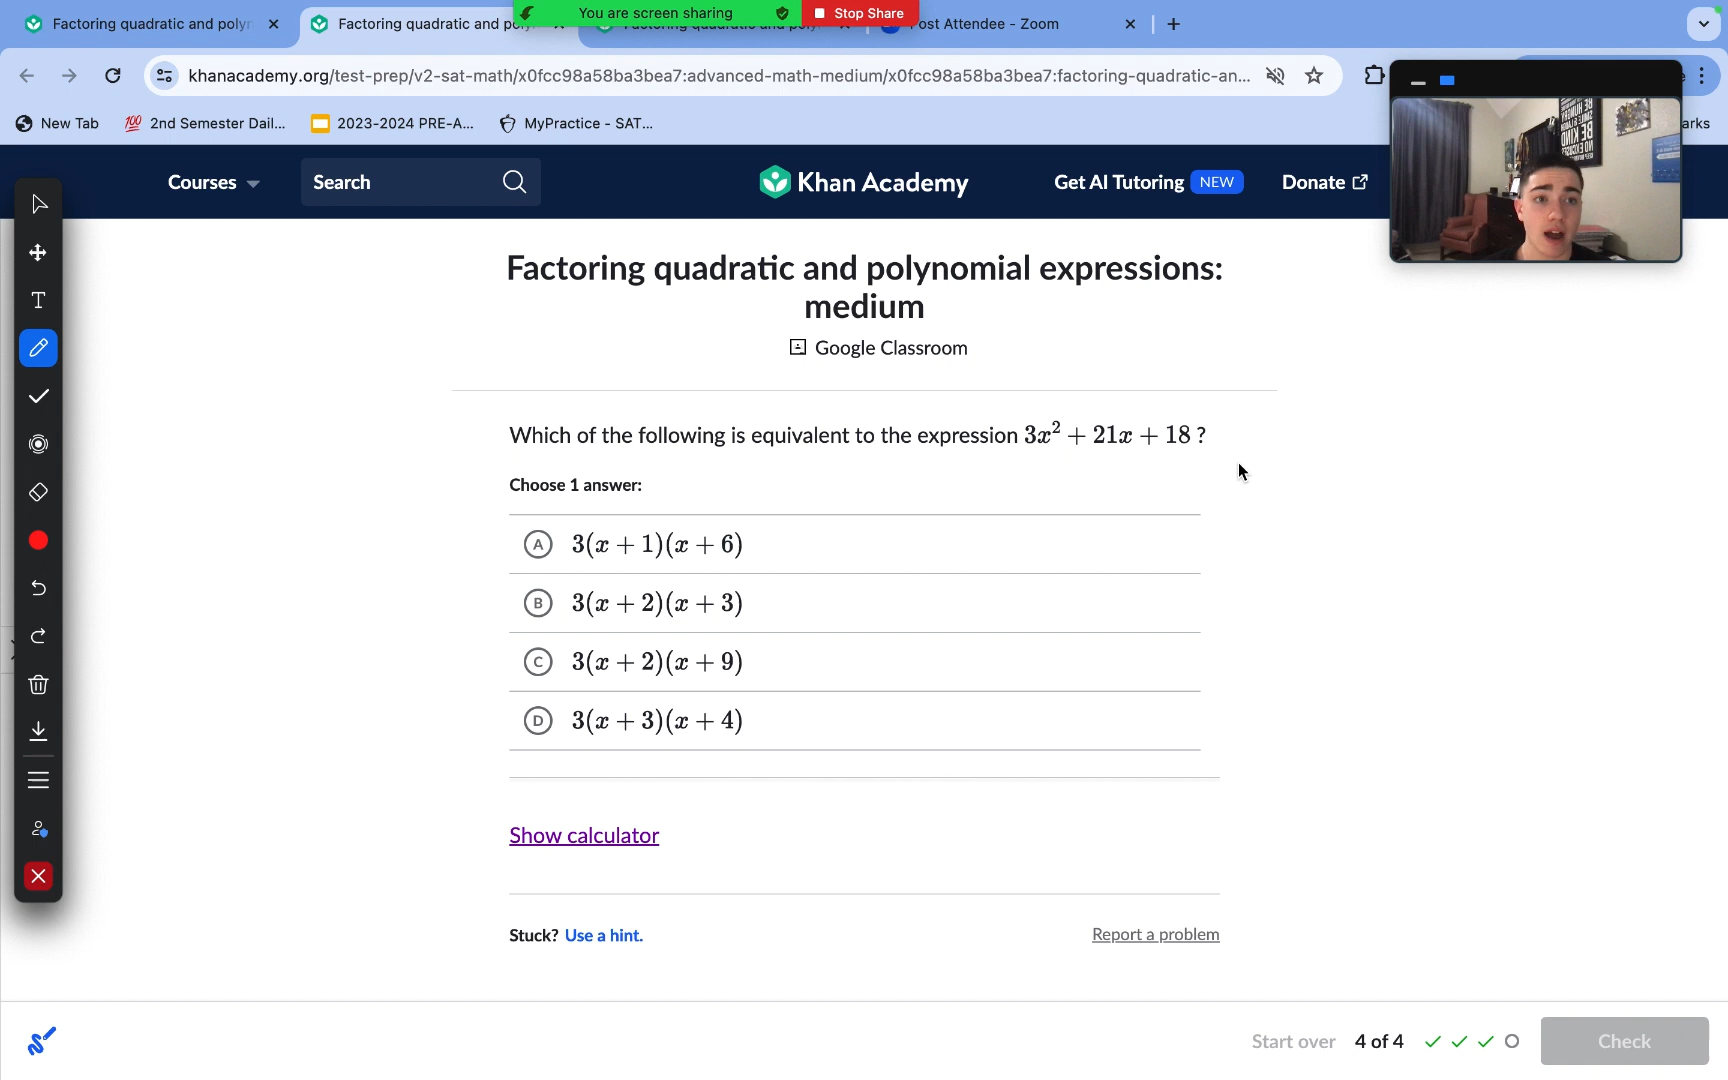 Factoring quadratic and polyn
Factoring quadratic and po
You are screen sharing
Stop Share
ost Attendee - Zoom
khanacademy.org/test-prep/v2-sat-math/x0fcc98a58ba3bea7:advanced-math-medium/x0fcc98a58ba3bea7:factoring-quadratic-an...
New Tab
2nd Semester Dail...
2023-2024 PRE-A...
MyPractice - SAT...
arks
Courses
Search
Khan Academy
Get AI Tutoring NEW
Donate
Factoring quadratic and polynomial expressions:
medium
Google Classroom
Which of the following is equivalent to the expression 3x² + 21x + 18 ?
Choose 1 answer:
A 3(x + 1)(x + 6)
B 3(x + 2)(x + 3)
C 3(x + 2)(x + 9)
D 3(x + 3)(x + 4)
Show calculator
Stuck? Use a hint.
Report a problem
Start over 4 of 4
Check